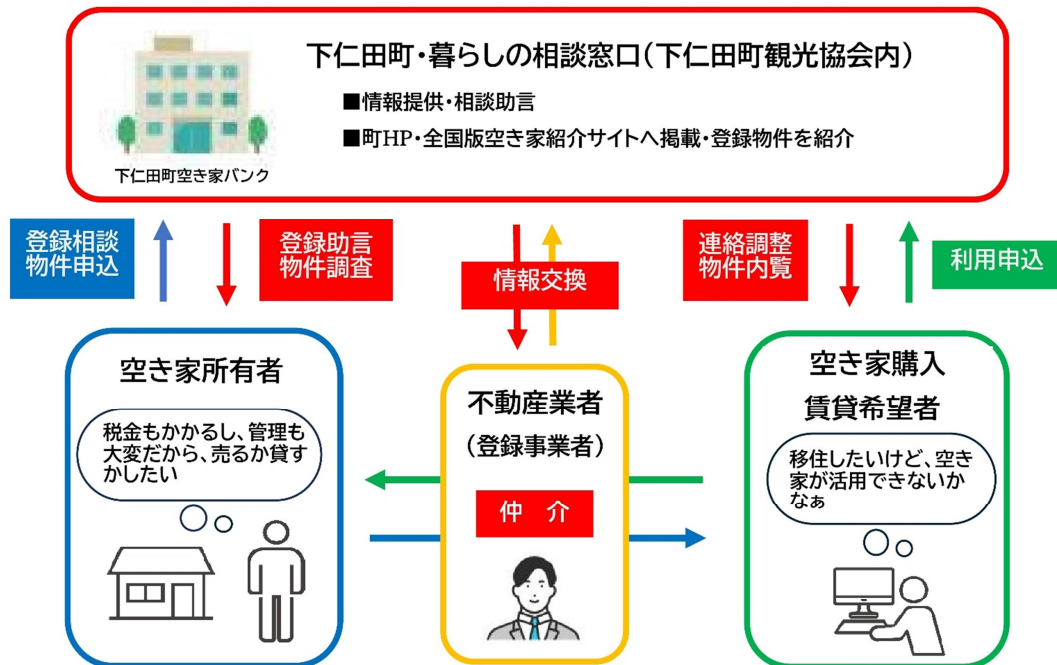 下仁田町・暮らしの相談窓口(下仁田町観光協会内)
■情報提供・相談助言
■町HP・全国版空き家紹介サイトへ掲載・登録物件を紹介
下仁田町空き家バンク
登録相談
物件申込
登録助言
物件調査
情報交換
連絡調整
物件内覧
利用申込
空き家所有者
税金もかかるし、管理も
大変だから、売るか貸す
かしたい
不動産業者
(登録事業者)
仲 介
空き家購入
賃貸希望者
移住したいけど、空き
家が活用できないか
なぁ